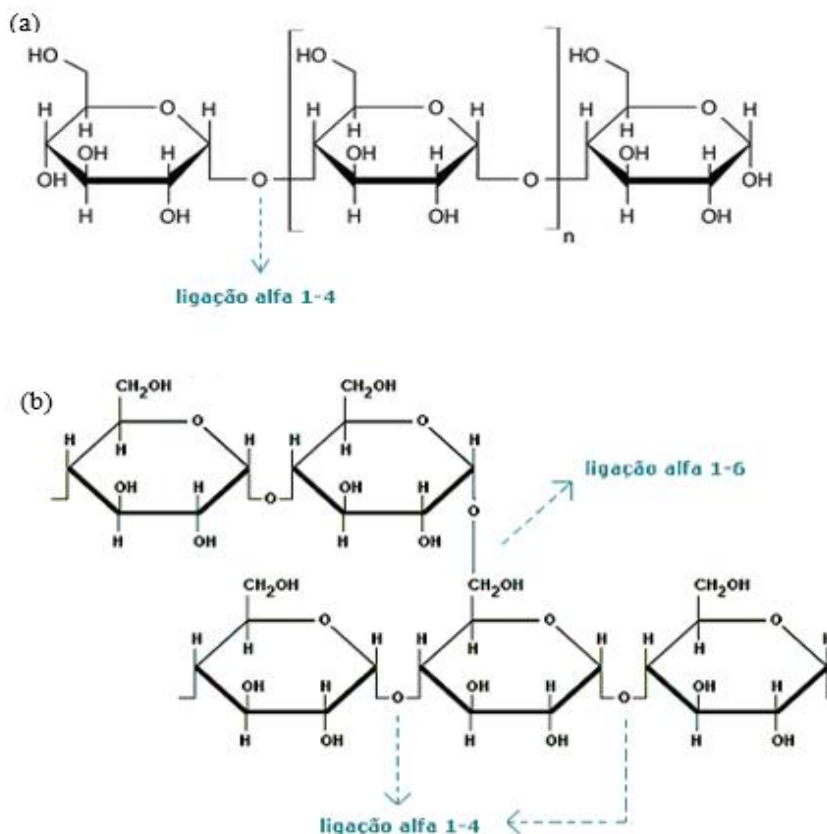 (a)
HO HO HO
H O H O H O H
H H H
OH H OH H OH H
OH O O OH
H OH H OH H OH
n
ligação alfa 1-4
(b)
CH₂OH CH₂OH
O O
H H H H
H H
OH H OH H
O O
H OH H OH
ligação alfa 1-6
CH₂OH CH₂OH CH₂OH
O O O
H H H H H H
H H H
OH H OH H OH H
O O
H OH H OH H OH
ligação alfa 1-4